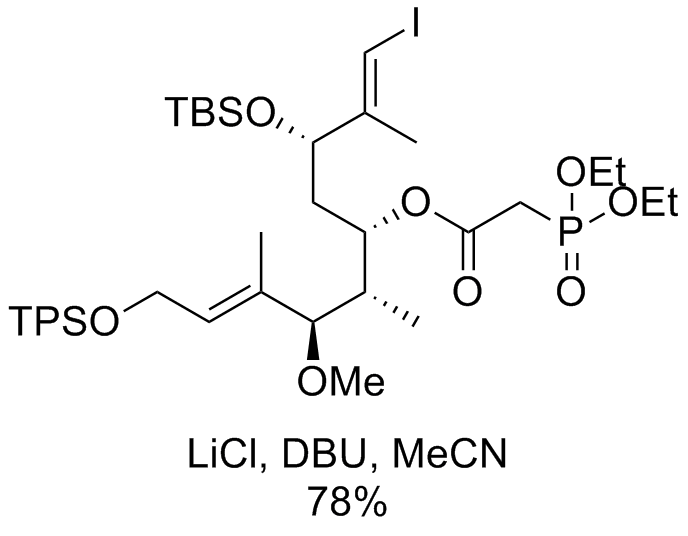 I
TBSO
O
OEt
OEt
P
O
O
TPSO
OMe
LiCl, DBU, MeCN
78%